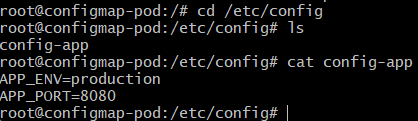 root@configmap-pod:/# cd /etc/config
root@configmap-pod:/etc/config# ls
config-app
root@configmap-pod:/etc/config# cat config-app
APP_ENV=production
APP_PORT=8080
root@configmap-pod:/etc/config#